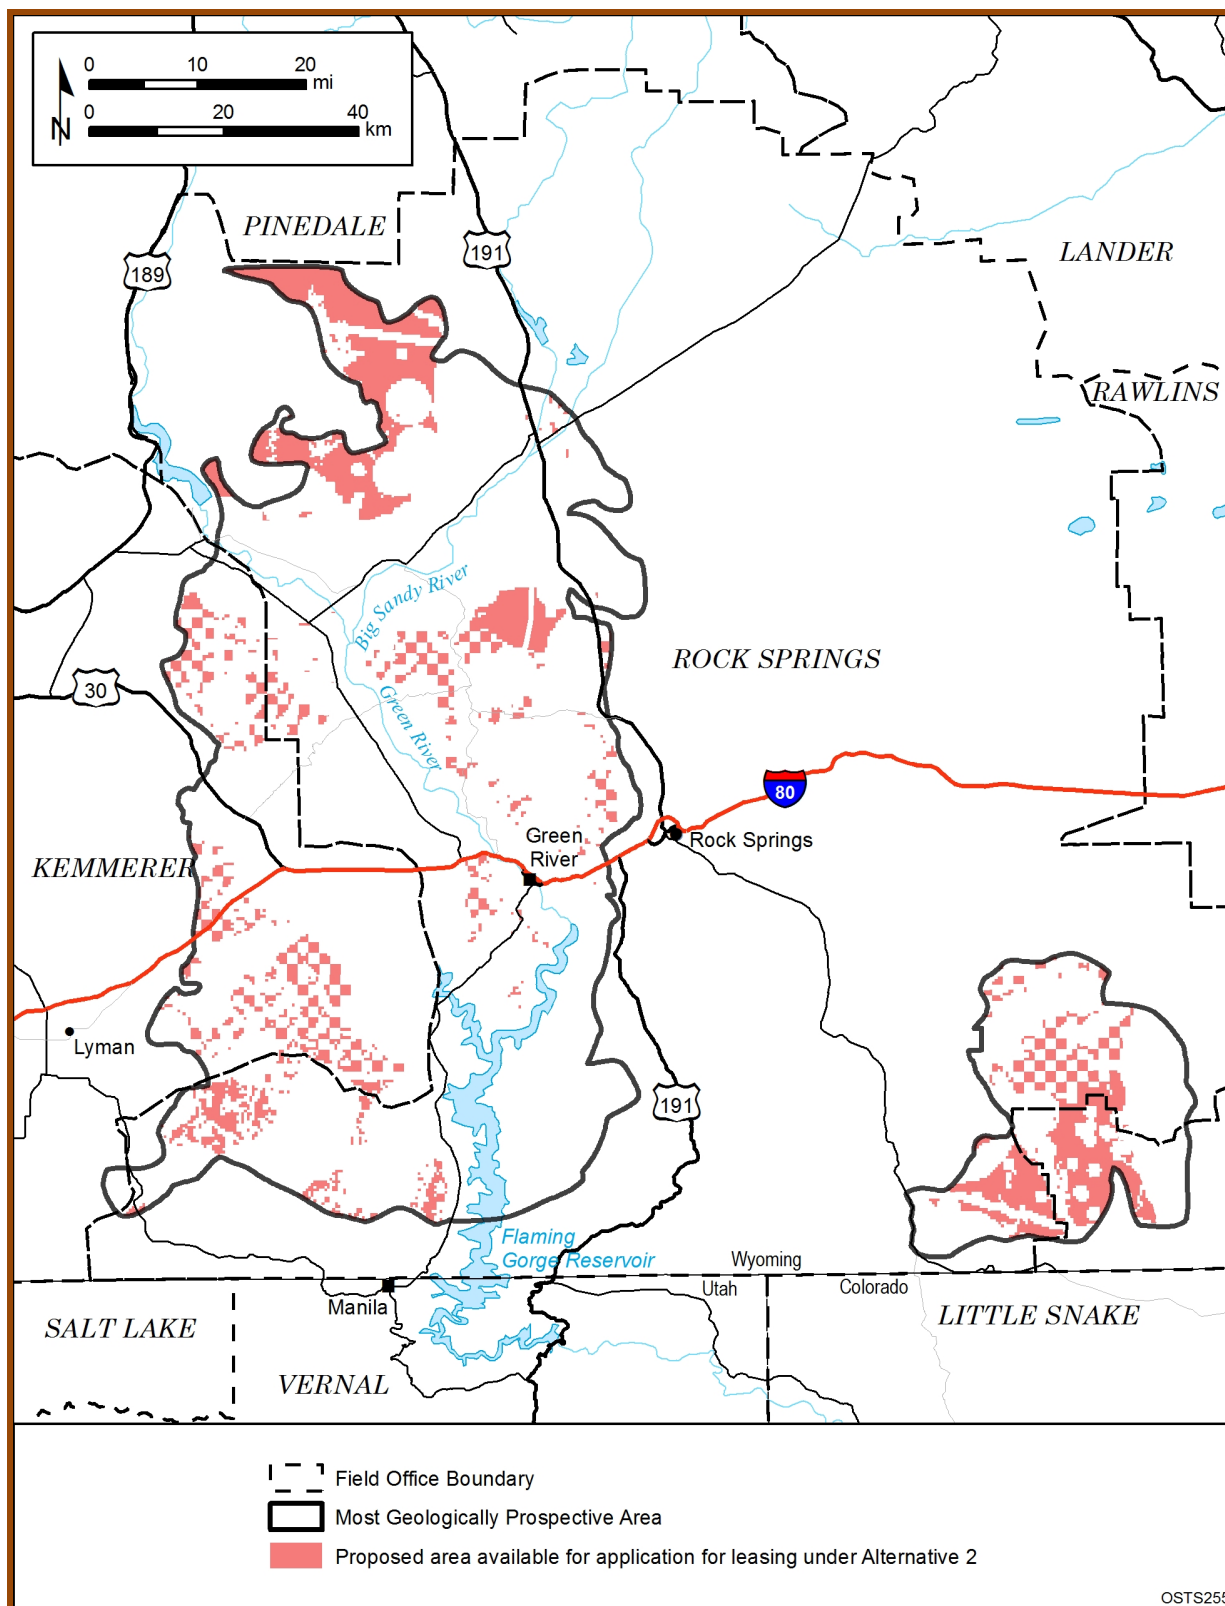 0 10 20
mi
0 20 40
km
N
PINEDALE
189
191
LANDER
RAWLINS
Big Sandy River
ROCK SPRINGS
30
Green River
80
Green
River
Rock Springs
KEMMERER
Lyman
191
Flaming
Gorge Reservoir
Wyoming
Utah
Colorado
Manila
SALT LAKE
LITTLE SNAKE
VERNAL
Field Office Boundary
Most Geologically Prospective Area
Proposed area available for application for leasing under Alternative 2
OSTS255